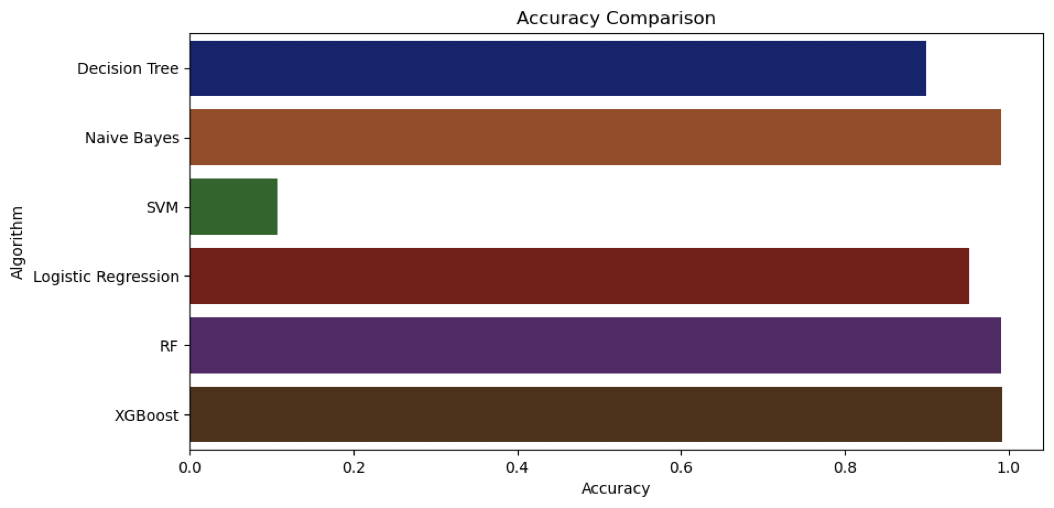 Accuracy Comparison
Decision Tree
Naive Bayes
SVM
Logistic Regression
RF
XGBoost
Algorithm
0.0 0.2 0.4 0.6 0.8 1.0
Accuracy